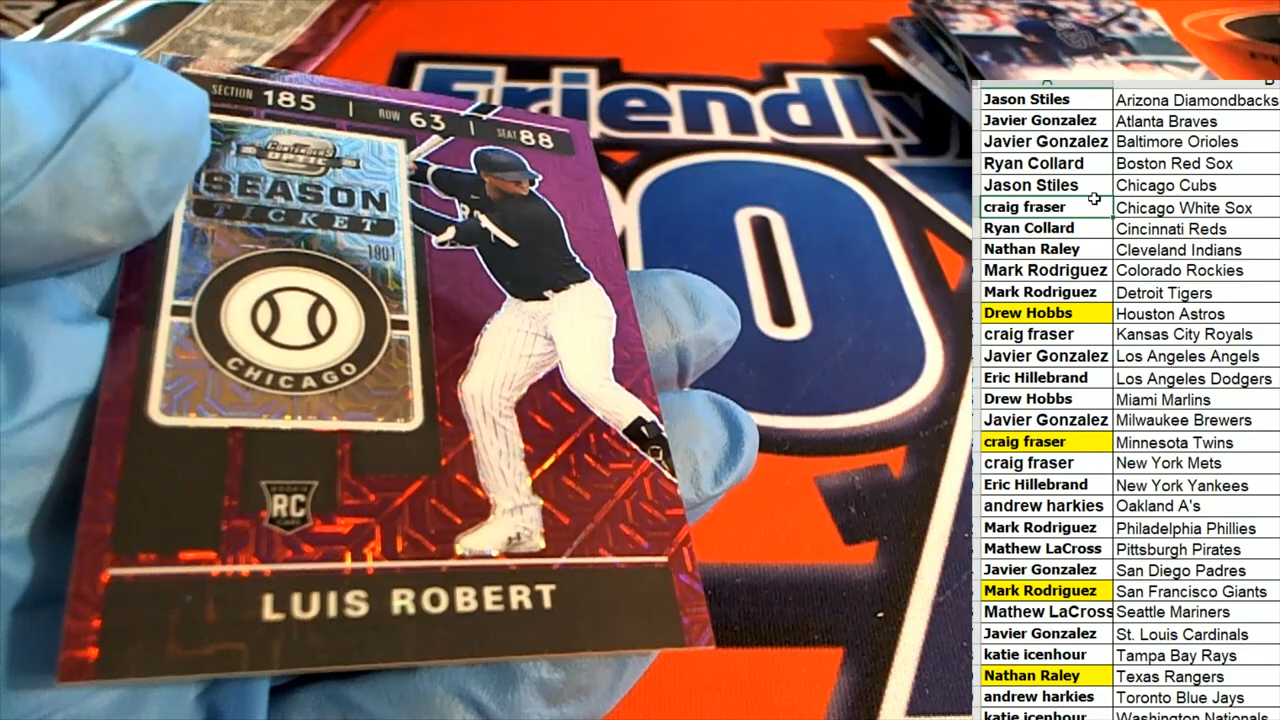 SECTION 185 | ROW 63 | SEAT 88
SEASON
TICKET
EST 1901
CHICAGO
RC
LUIS ROBERT
Friendly
A
Jason Stiles Arizona Diamondbacks
Javier Gonzalez Atlanta Braves
Javier Gonzalez Baltimore Orioles
Ryan Collard Boston Red Sox
Jason Stiles Chicago Cubs
craig fraser Chicago White Sox
Ryan Collard Cincinnati Reds
Nathan Raley Cleveland Indians
Mark Rodriguez Colorado Rockies
Mark Rodriguez Detroit Tigers
Drew Hobbs Houston Astros
craig fraser Kansas City Royals
Javier Gonzalez Los Angeles Angels
Eric Hillebrand Los Angeles Dodgers
Drew Hobbs Miami Marlins
Javier Gonzalez Milwaukee Brewers
craig fraser Minnesota Twins
craig fraser New York Mets
Eric Hillebrand New York Yankees
andrew harkies Oakland A's
Mark Rodriguez Philadelphia Phillies
Mathew LaCross Pittsburgh Pirates
Javier Gonzalez San Diego Padres
Mark Rodriguez San Francisco Giants
Mathew LaCross Seattle Mariners
Javier Gonzalez St. Louis Cardinals
katie icenhour Tampa Bay Rays
Nathan Raley Texas Rangers
andrew harkies Toronto Blue Jays
katie icenhour Washington Nationals